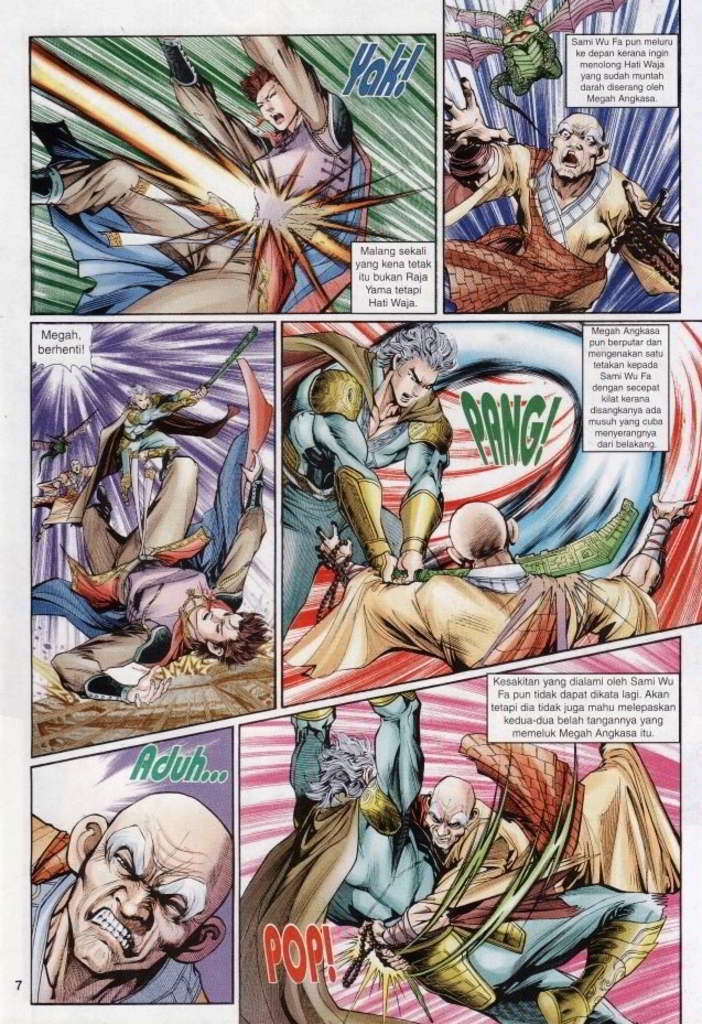 Yak!
Malang sekali
yang kena tetak
itu bukan Raja
Yama tetapi
Hati Waja.
Sami Wu Fa pun meluru
ke depan kerana ingin
menolong Hati Waja
yang sudah muntah
darah diserang oleh
Megah Angkasa.
Megah,
berhenti!
PANG!
Megah Angkasa
pun berputar dan
mengenakan satu
tetakan kepada
Sami Wu Fa
dengan secepat
kilat kerana
disangkanya ada
musuh yang cuba
menyerangnya
dari belakang.
Aduh...
Kesakitan yang dialami oleh Sami Wu
Fa pun tidak dapat dikata lagi. Akan
tetapi dia tidak juga mahu melepaskan
kedua-dua belah tangannya yang
memeluk Megah Angkasa itu.
POP!
7